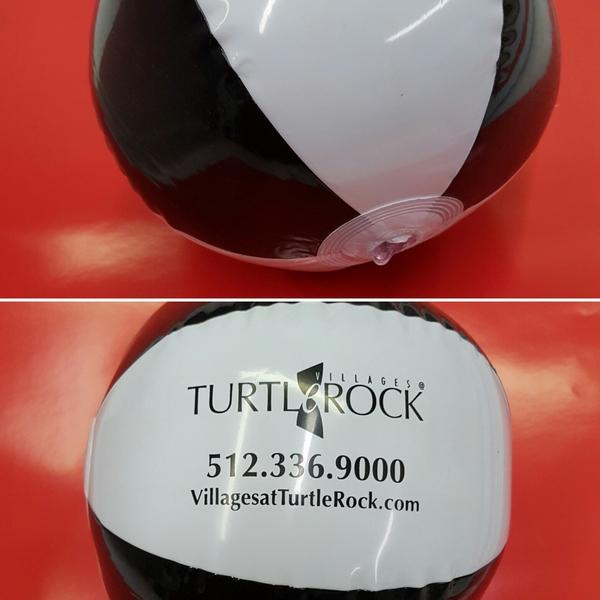 VILLAGES@
TURTLeROCK
512.336.9000
VillagesatTurtleRock.com